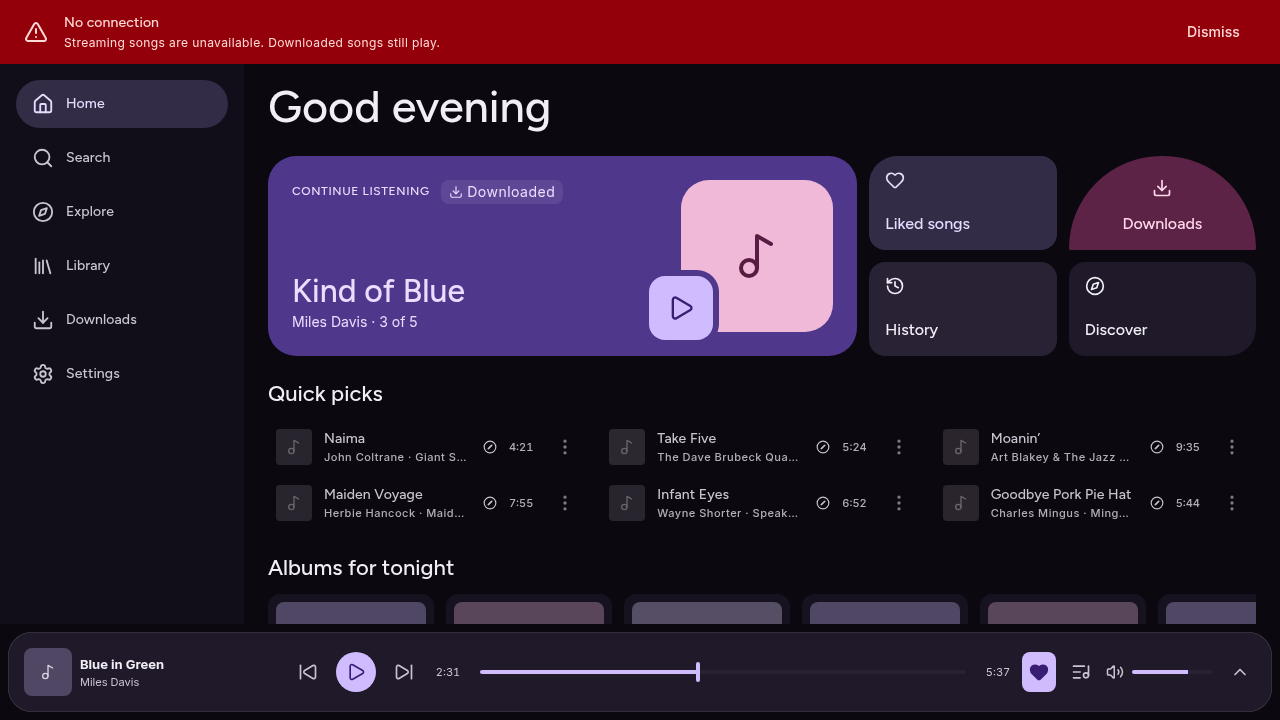 No connection
Streaming songs are unavailable. Downloaded songs still play.
Dismiss
Home
Search
Explore
Library
Downloads
Settings
Good evening
CONTINUE LISTENING
Downloaded
Kind of Blue
Miles Davis · 3 of 5
Liked songs
Downloads
History
Discover
Quick picks
Naima
John Coltrane · Giant S...
4:21
Take Five
The Dave Brubeck Qua...
5:24
Moanin’
Art Blakey & The Jazz ...
9:35
Maiden Voyage
Herbie Hancock · Maid...
7:55
Infant Eyes
Wayne Shorter · Speak...
6:52
Goodbye Pork Pie Hat
Charles Mingus · Ming...
5:44
Albums for tonight
Blue in Green
Miles Davis
2:31
5:37